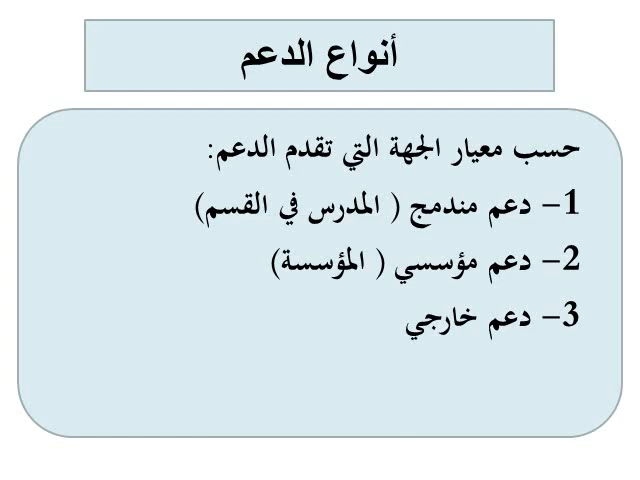 أنواع الدعم
حسب معيار الجهة التي تقدم الدعم:
1- دعم مندمج ( المدرس في القسم)
2- دعم مؤسسي ( المؤسسة)
3- دعم خارجي